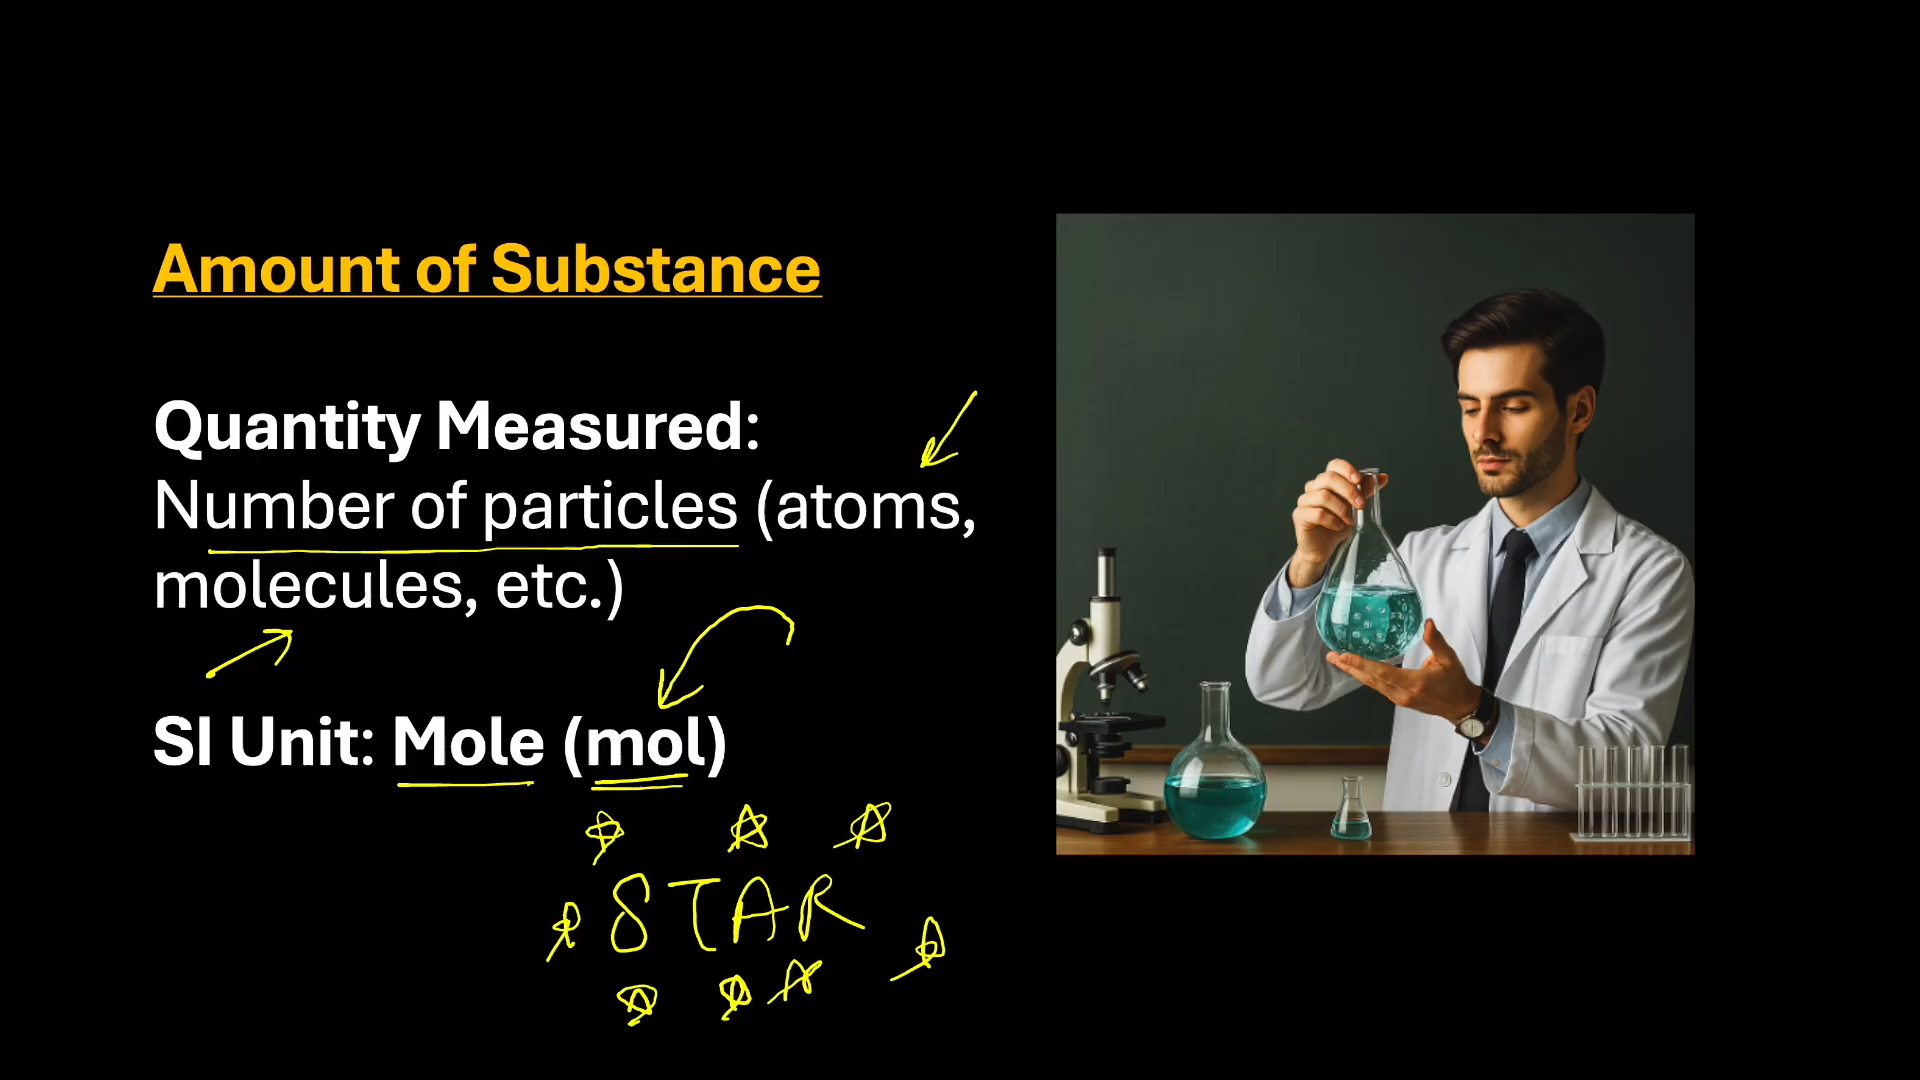 Amount of Substance
Quantity Measured:
Number of particles (atoms,
molecules, etc.)
SI Unit: Mole (mol)
STAR